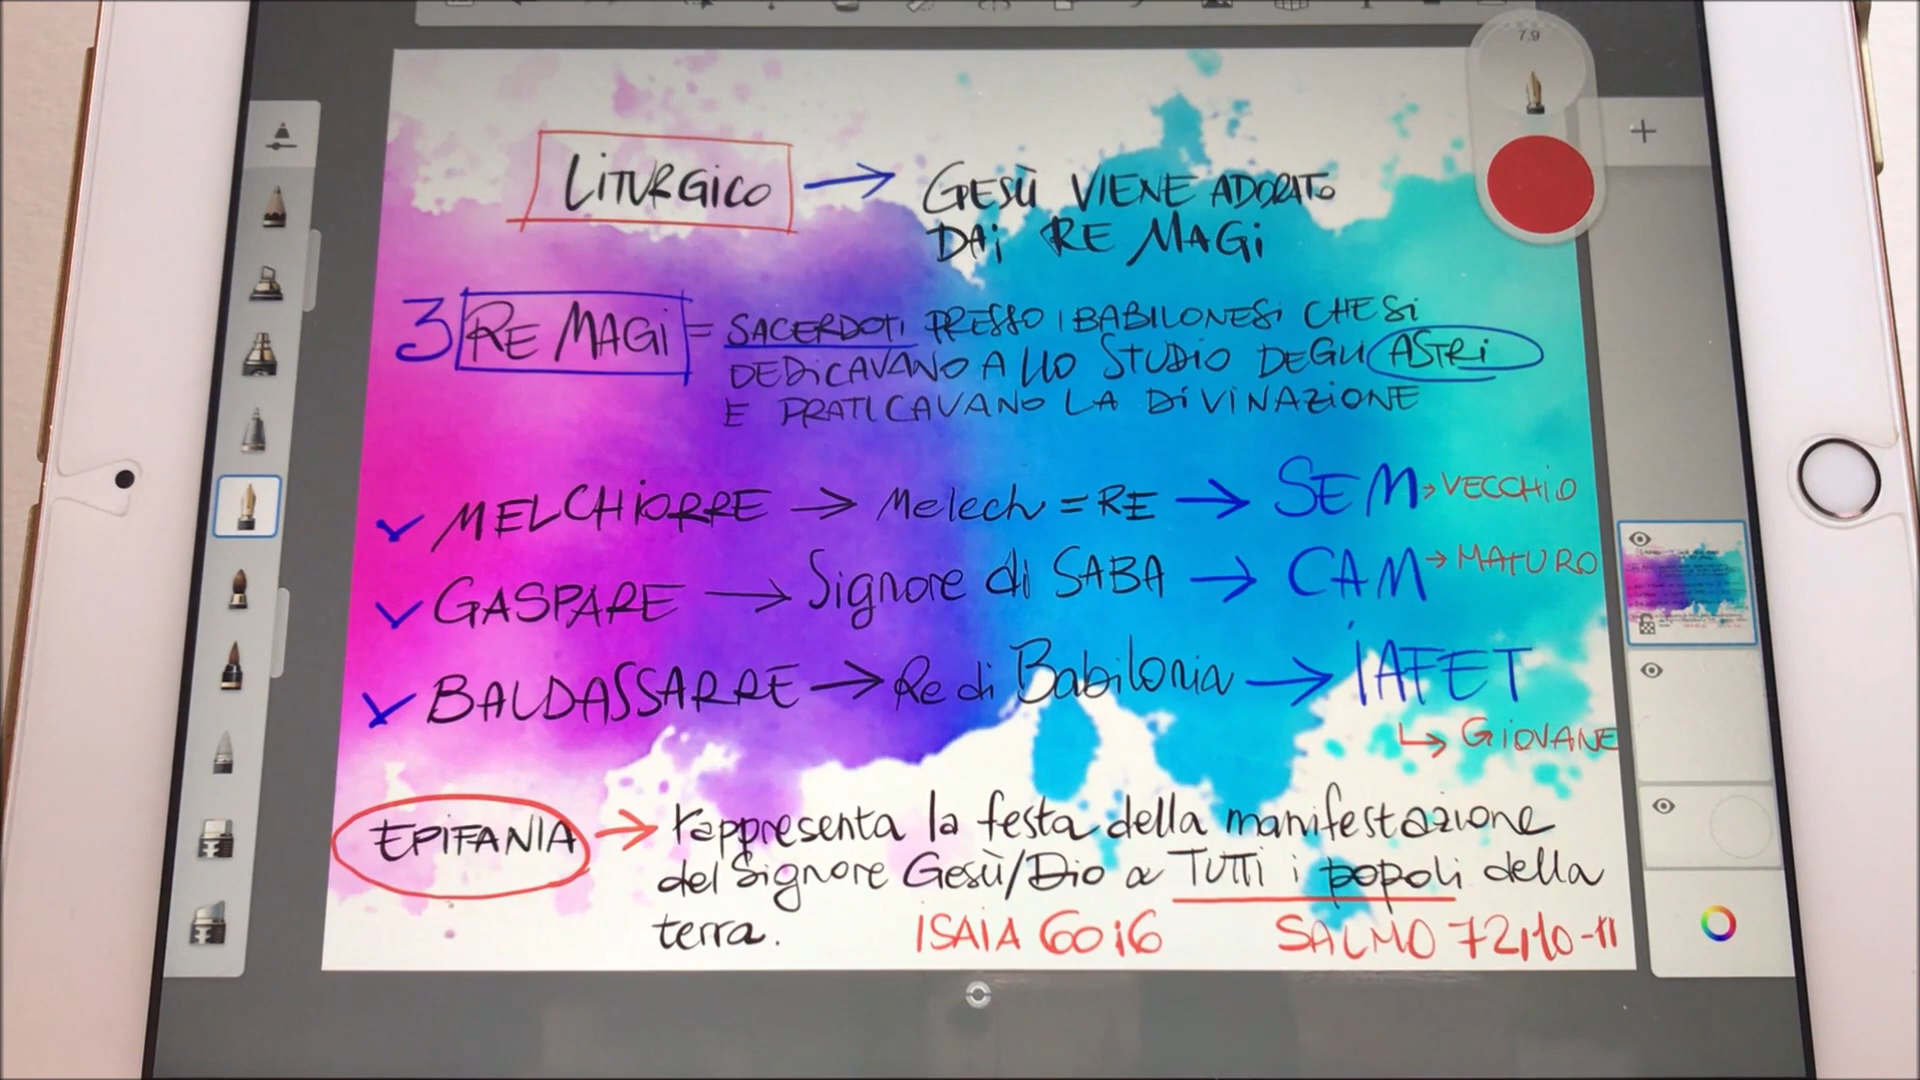 7.9
LITURGICO → GESÙ VIENE ADORATO
DAI RE MAGI
3 RE MAGI = SACERDOTI PRESSO I BABILONESI CHE SI
DEDICAVANO ALLO STUDIO DEGLI ASTRI
E PRATICAVANO LA DIVINAZIONE
MELCHIORRE → Melech = RE → SEM → VECCHIO
GASPARE → Signore di SABA → CAM → MATURO
BALDASSARRE → Re di Babilonia → IAFET
↳ GIOVANE
EPIFANIA → rappresenta la festa della manifestazione
del Signore Gesù/Dio a TUTTI i popoli della
terra. ISAIA 60;6 SALMO 72,10-11